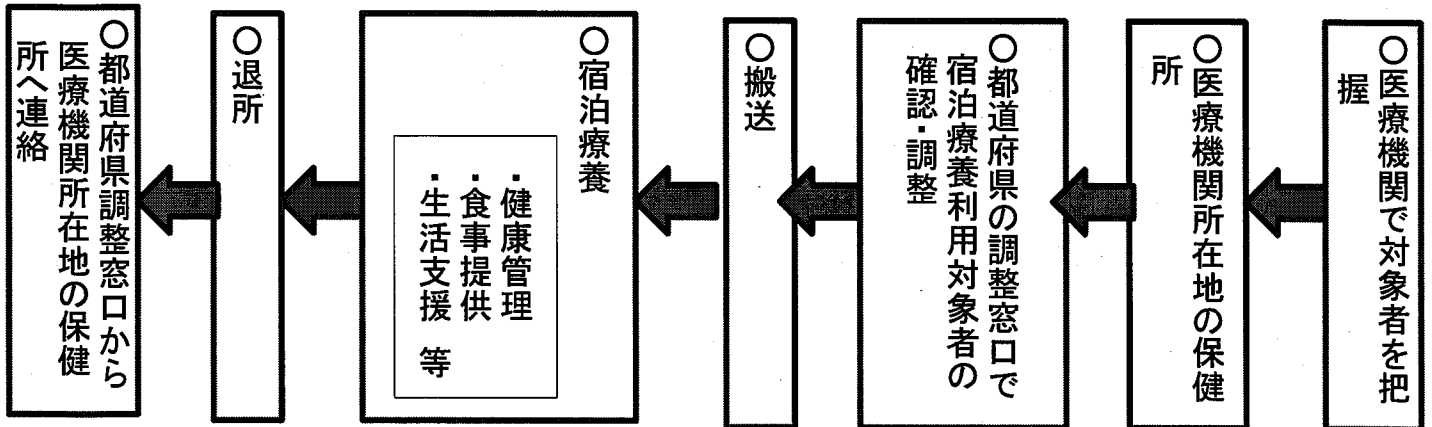 ○医療機関で対象者を把
握
○医療機関所在地の保健
所
○都道府県の調整窓口で
宿泊療養利用対象者の
確認・調整
○搬送
○宿泊療養
・健康管理
・食事提供
・生活支援 等
○退所
○都道府県調整窓口から
医療機関所在地の保健
所へ連絡